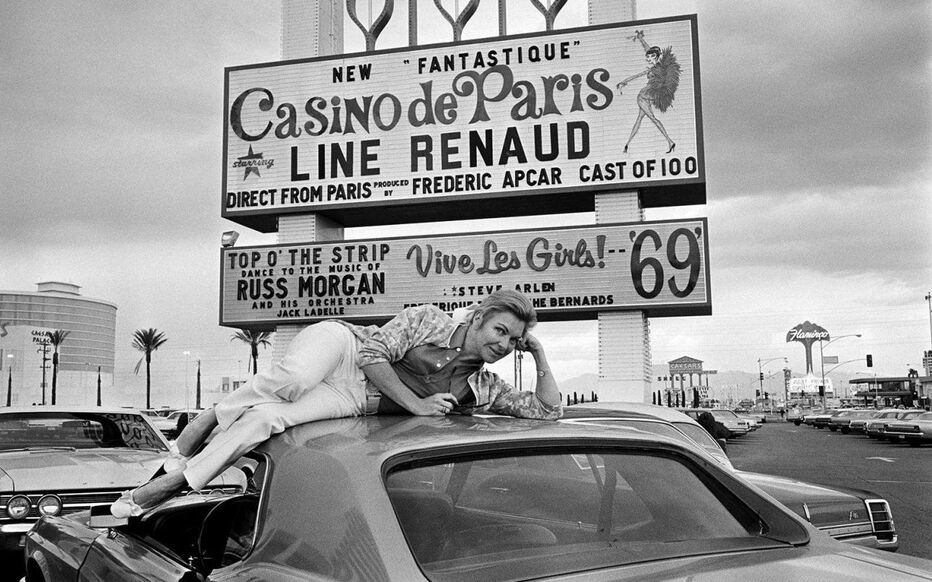 NEW "FANTASTIQUE"
Casino de Paris
starring LINE RENAUD
DIRECT FROM PARIS PRODUCED BY FREDERIC APCAR CAST OF 100
TOP O' THE STRIP
DANCE TO THE MUSIC OF
RUSS MORGAN
AND HIS ORCHESTRA
JACK LADELLE
Vive Les Girls!-- '69'
STEVE ARLEN
THE BERNARDS
CAESARS
PALACE
CAESARS
Flamingo